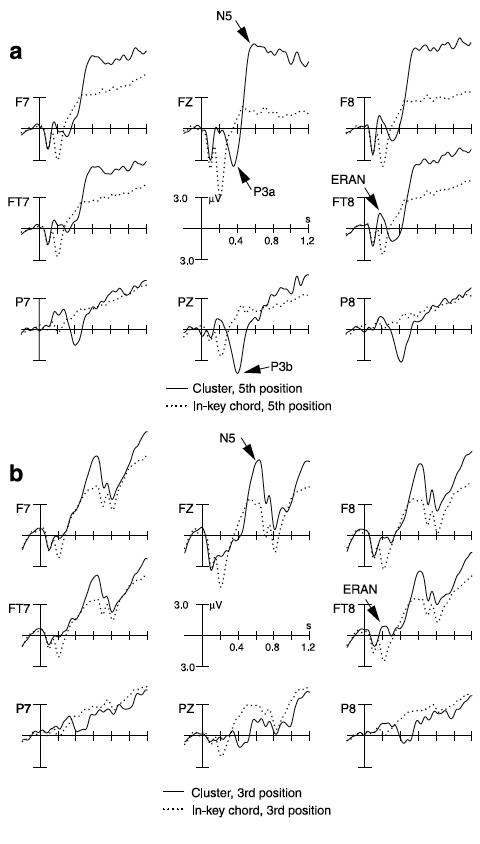 N5
a
F7 FZ F8
P3a
ERAN
FT7 3.0 µV FT8
s
0.4 0.8 1.2
3.0
P7 PZ P8
P3b
Cluster, 5th position
In-key chord, 5th position
N5
b
F7 FZ F8
ERAN
FT7 3.0 µV FT8
s
0.4 0.8 1.2
3.0
P7 PZ P8
Cluster, 3rd position
In-key chord, 3rd position